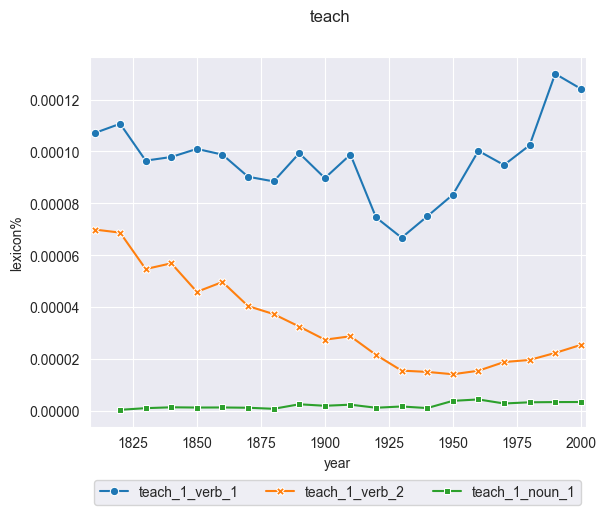 teach
0.00012
0.00010
0.00008
0.00006
0.00004
0.00002
0.00000
lexicon%
1825 1850 1875 1900 1925 1950 1975 2000
year
teach_1_verb_1 teach_1_verb_2 teach_1_noun_1